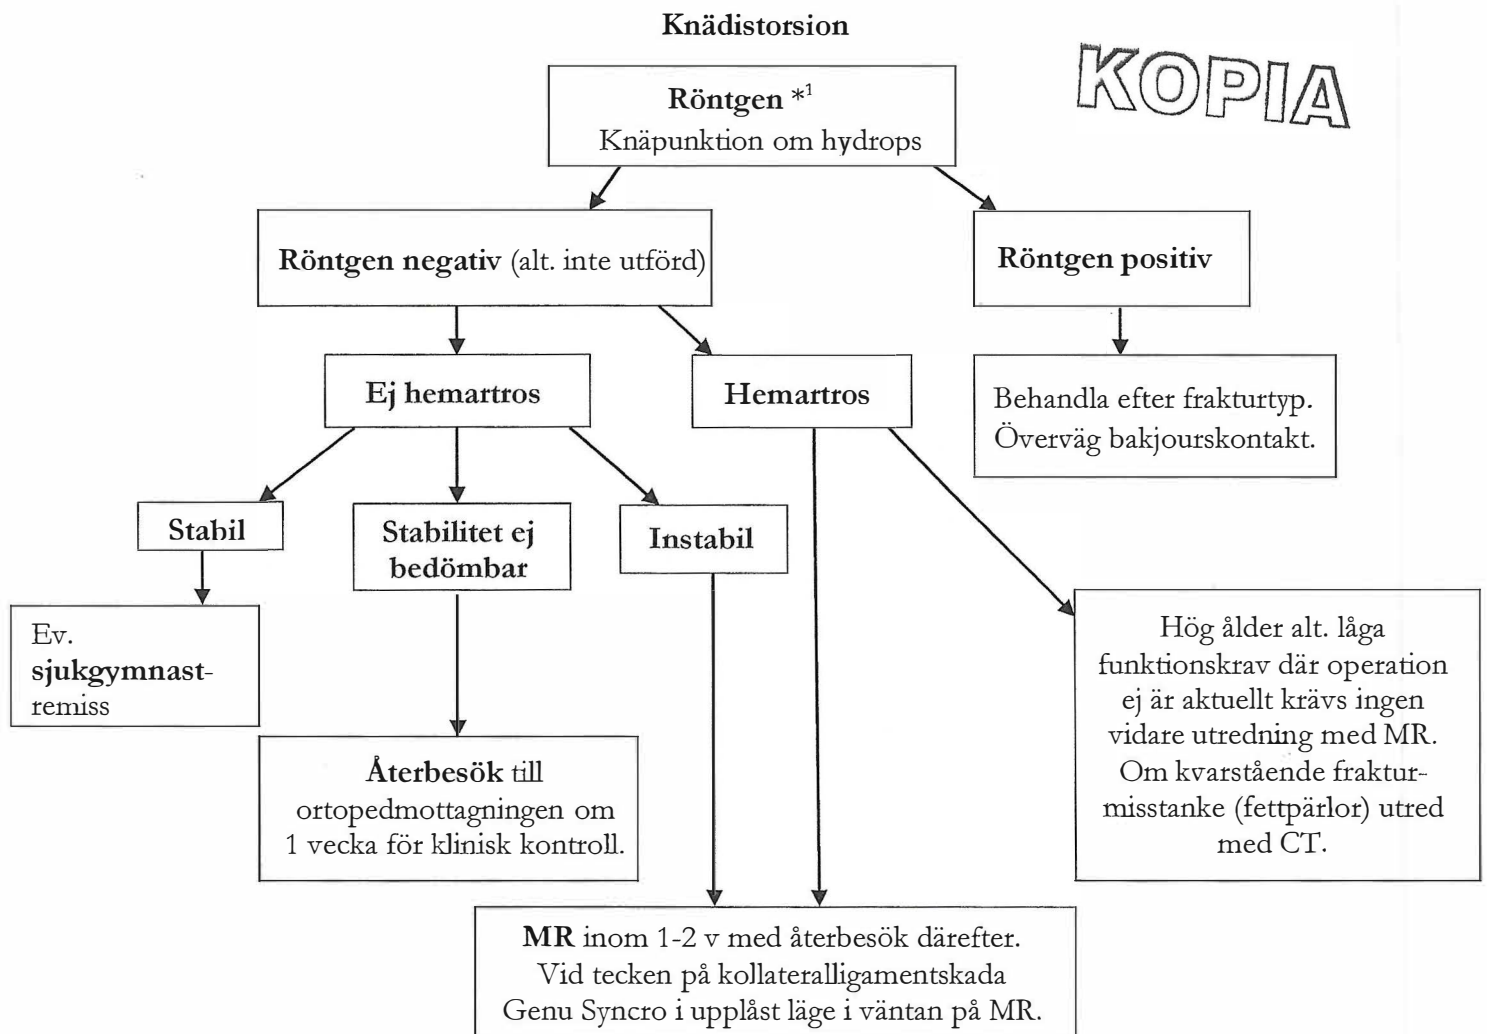 Knädistorsion
KOPIA
Röntgen *¹
Knäpunktion om hydrops
Röntgen negativ (alt. inte utförd)
Röntgen positiv
Ej hemartros
Hemartros
Behandla efter frakturtyp.
Överväg bakjourskontakt.
Stabil
Stabilitet ej
bedömbar
Instabil
Ev.
sjukgymnast-
remiss
Återbesök till
ortopedmottagningen om
1 vecka för klinisk kontroll.
Hög ålder alt. låga
funktionskrav där operation
ej är aktuellt krävs ingen
vidare utredning med MR.
Om kvarstående fraktur-
misstanke (fettpärlor) utred
med CT.
MR inom 1-2 v med återbesök därefter.
Vid tecken på kollateralligamentskada
Genu Syncro i upplåst läge i väntan på MR.